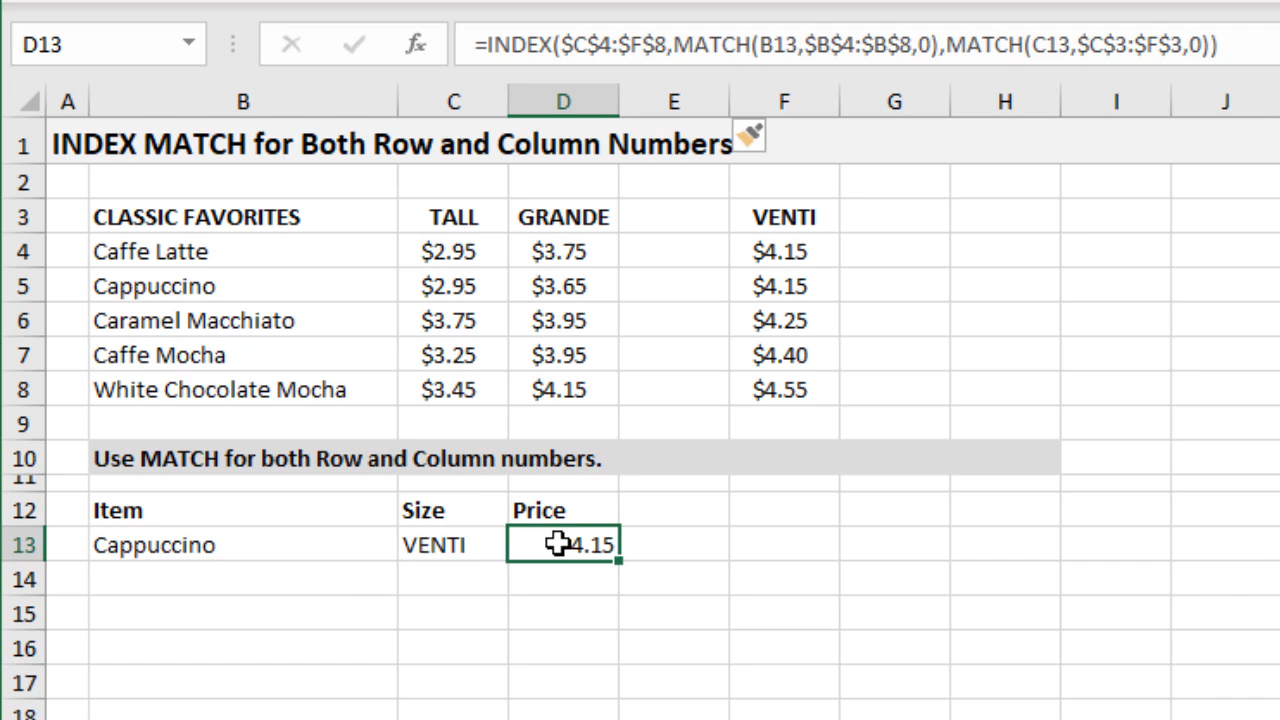 D13 fx =INDEX($C$4:$F$8,MATCH(B13,$B$4:$B$8,0),MATCH(C13,$C$3:$F$3,0))
A B C D E F G H I J
1 INDEX MATCH for Both Row and Column Numbers
2
3 CLASSIC FAVORITES TALL GRANDE VENTI
4 Caffe Latte $2.95 $3.75 $4.15
5 Cappuccino $2.95 $3.65 $4.15
6 Caramel Macchiato $3.75 $3.95 $4.25
7 Caffe Mocha $3.25 $3.95 $4.40
8 White Chocolate Mocha $3.45 $4.15 $4.55
9
10 Use MATCH for both Row and Column numbers.
11
12 Item Size Price
13 Cappuccino VENTI 4.15
14
15
16
17
18